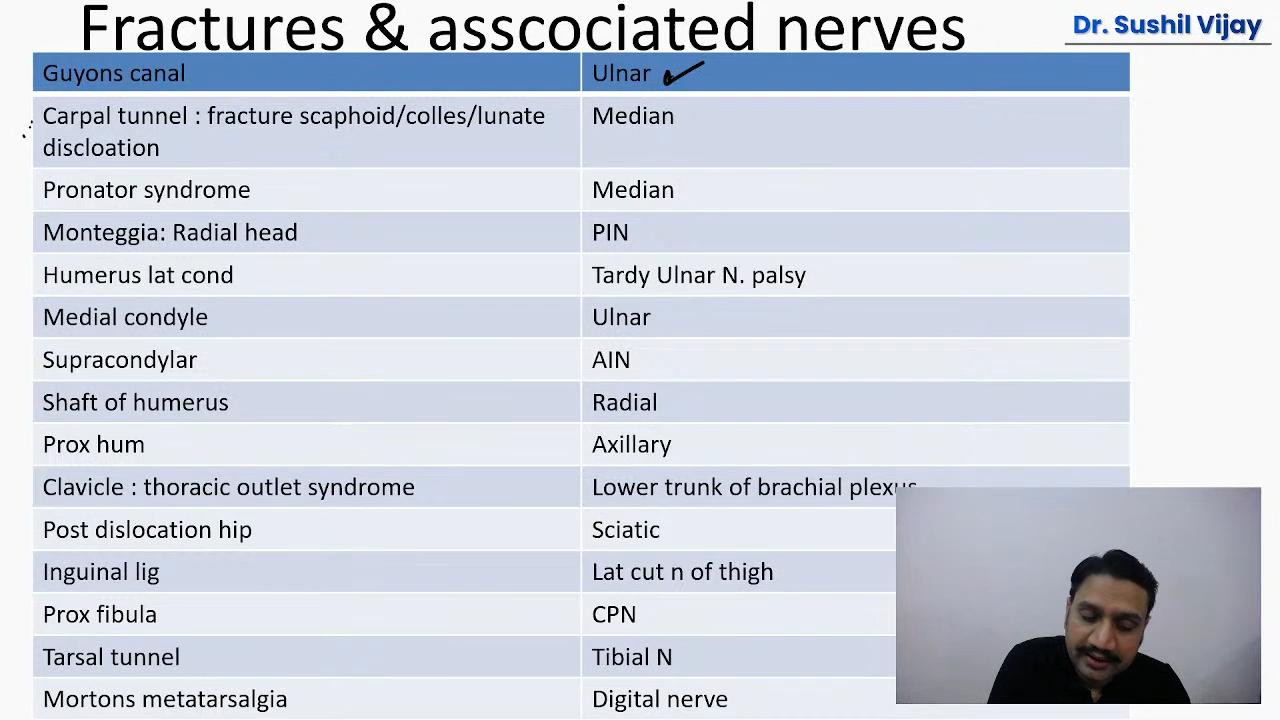 Fractures & asscociated nerves
Dr. Sushil Vijay
Guyons canal Ulnar
Carpal tunnel : fracture scaphoid/colles/lunate discloation Median
Pronator syndrome Median
Monteggia: Radial head PIN
Humerus lat cond Tardy Ulnar N. palsy
Medial condyle Ulnar
Supracondylar AIN
Shaft of humerus Radial
Prox hum Axillary
Clavicle : thoracic outlet syndrome Lower trunk of brachial plexus
Post dislocation hip Sciatic
Inguinal lig Lat cut n of thigh
Prox fibula CPN
Tarsal tunnel Tibial N
Mortons metatarsalgia Digital nerve